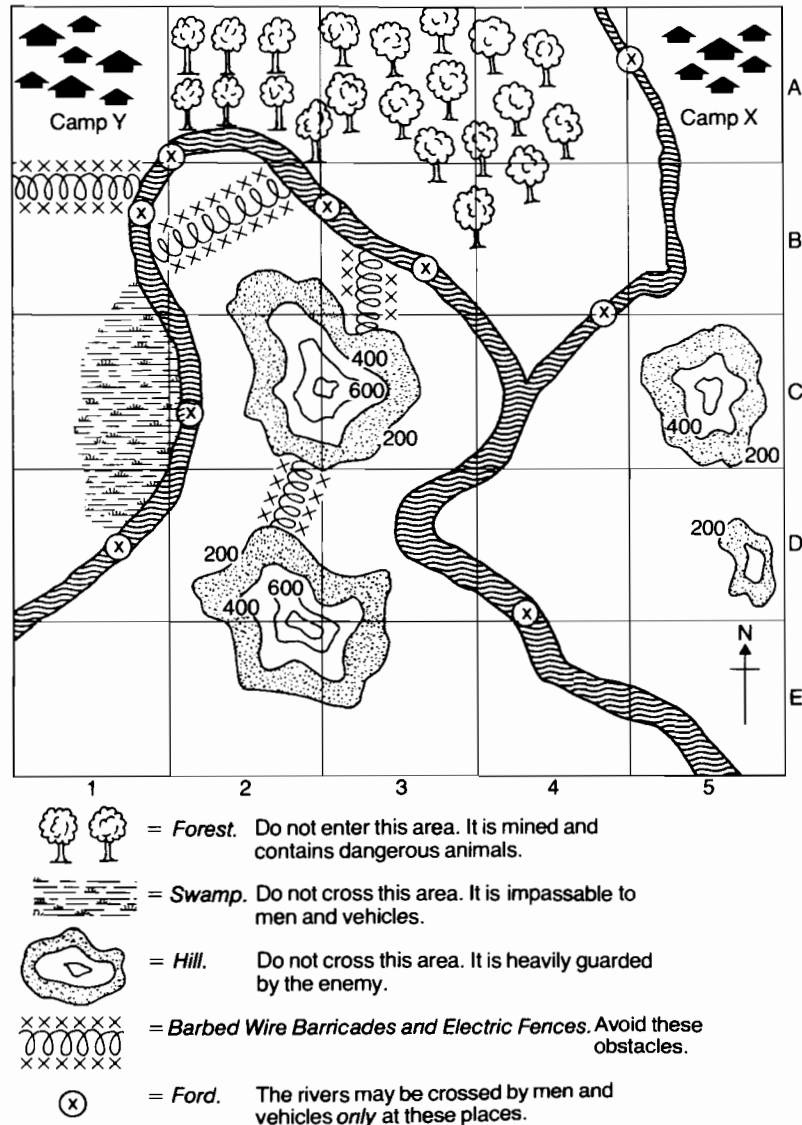 Camp Y
Camp X
A
B
400
600
200
C
400
200
200
200
D
600
400
N
E
1 2 3 4 5
= Forest. Do not enter this area. It is mined and
contains dangerous animals.
= Swamp. Do not cross this area. It is impassable to
men and vehicles.
= Hill. Do not cross this area. It is heavily guarded
by the enemy.
= Barbed Wire Barricades and Electric Fences. Avoid these
obstacles.
x = Ford. The rivers may be crossed by men and
vehicles only at these places.